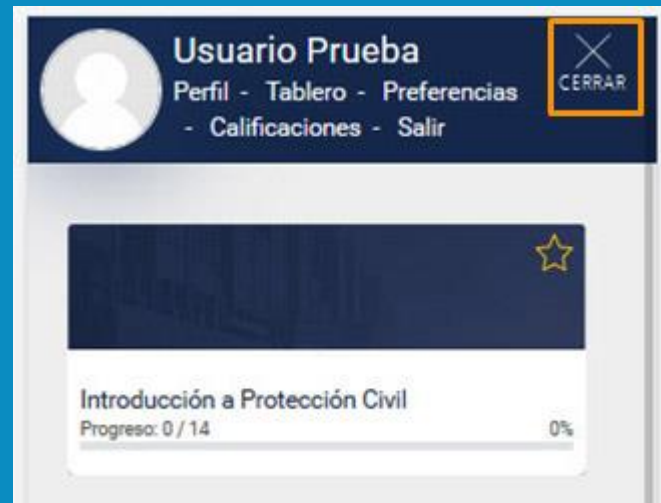 Usuario Prueba
Perfil - Tablero - Preferencias
- Calificaciones - Salir
CERRAR
Introducción a Protección Civil
Progreso: 0 / 14
0%